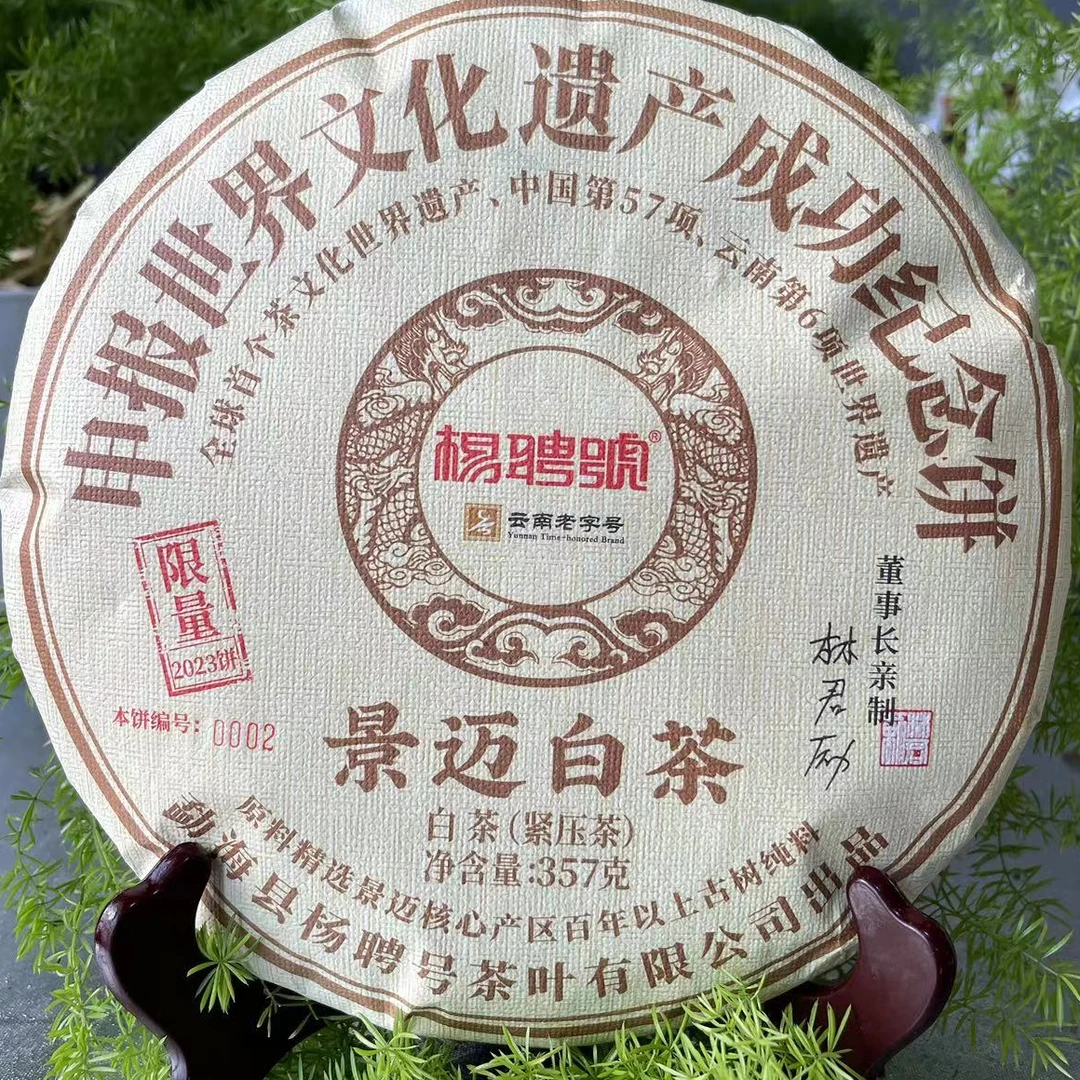 申报世界文化遗产成功纪念饼
全球首个茶文化世界遗产、中国第57项、云南第6项世界遗产
杨聘號®
云南老字号
Yunnan Time-honored Brand
限量
2023饼
本饼编号：0002
董事长亲制
林君励
景迈白茶
白茶（紧压茶）
净含量:357克
原料精选景迈核心产区百年以上古树纯料
勐海县杨聘号茶叶有限公司出品